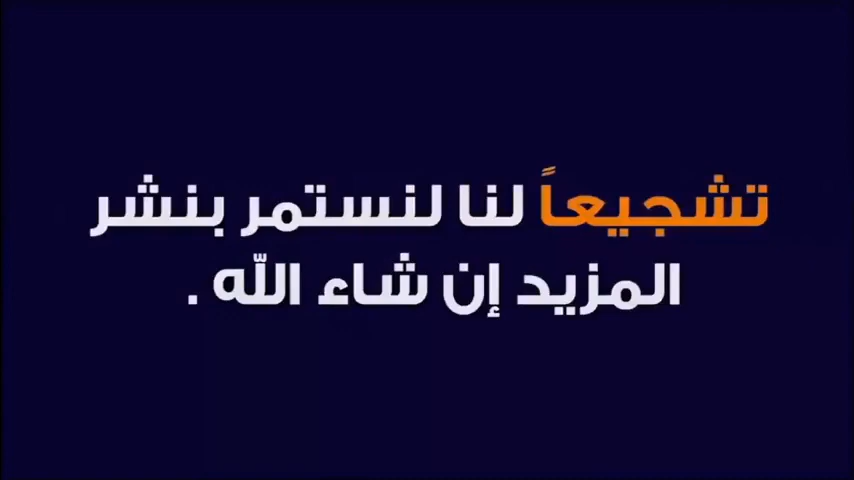 تشجيعاً لنا لنستمر بنشر
المزيد إن شاء الله .